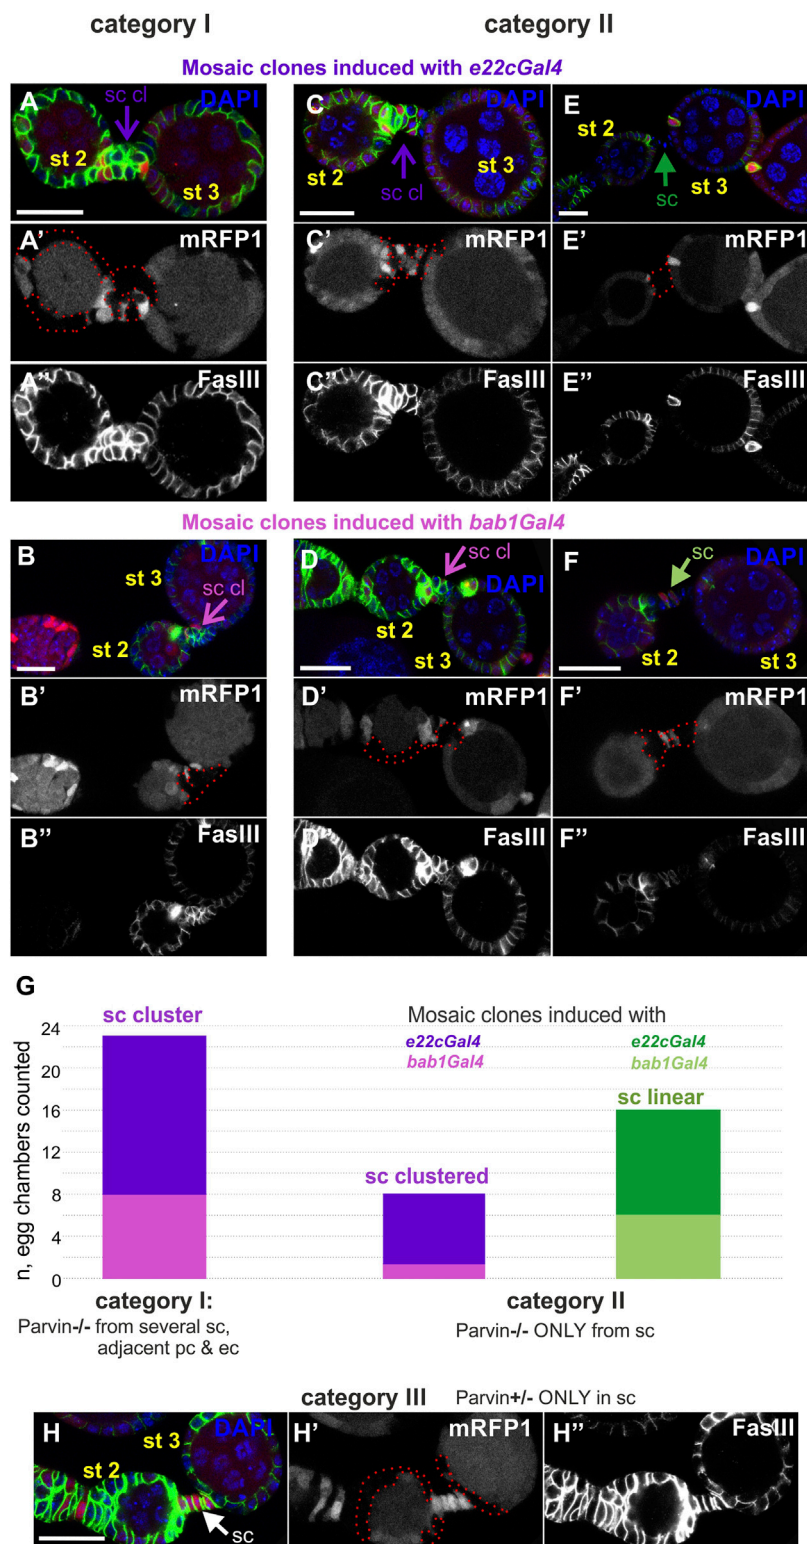 category I
category II
Mosaic clones induced with e22cGal4
A
DAPI
sc cl
st 2
st 3
C
DAPI
sc cl
st 2
st 3
E
DAPI
st 2
sc
st 3
A'
mRFP1
C'
mRFP1
E'
mRFP1
A''
FasIII
C''
FasIII
E''
FasIII
Mosaic clones induced with bab1Gal4
B
DAPI
st 3
sc cl
st 2
D
sc cl
DAPI
st 2
st 3
F
sc
DAPI
st 2
st 3
B'
mRFP1
D'
mRFP1
F'
mRFP1
B''
FasIII
D''
FasIII
F''
FasIII
G
n, egg chambers counted
24
20
16
12
8
4
0
sc cluster
Mosaic clones induced with
e22cGal4
bab1Gal4
e22cGal4
bab1Gal4
sc clustered
sc linear
category I:
Parvin-/- from several sc,
adjacent pc & ec
category II
Parvin-/- ONLY from sc
category III Parvin+/- ONLY in sc
H
DAPI
st 3
st 2
sc
H'
mRFP1
H''
FasIII